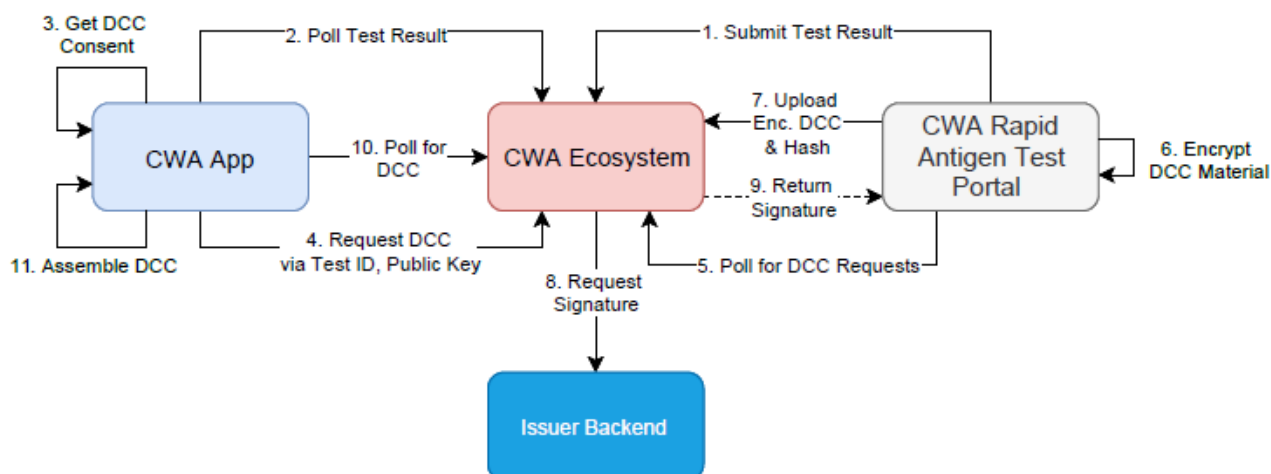 3. Get DCC
Consent
2. Poll Test Result
1. Submit Test Result
CWA App
10. Poll for
DCC
CWA Ecosystem
7. Upload
Enc. DCC
& Hash
CWA Rapid
Antigen Test
Portal
6. Encrypt
DCC Material
9. Return
Signature
11. Assemble DCC
4. Request DCC
via Test ID, Public Key
5. Poll for DCC Requests
8. Request
Signature
Issuer Backend